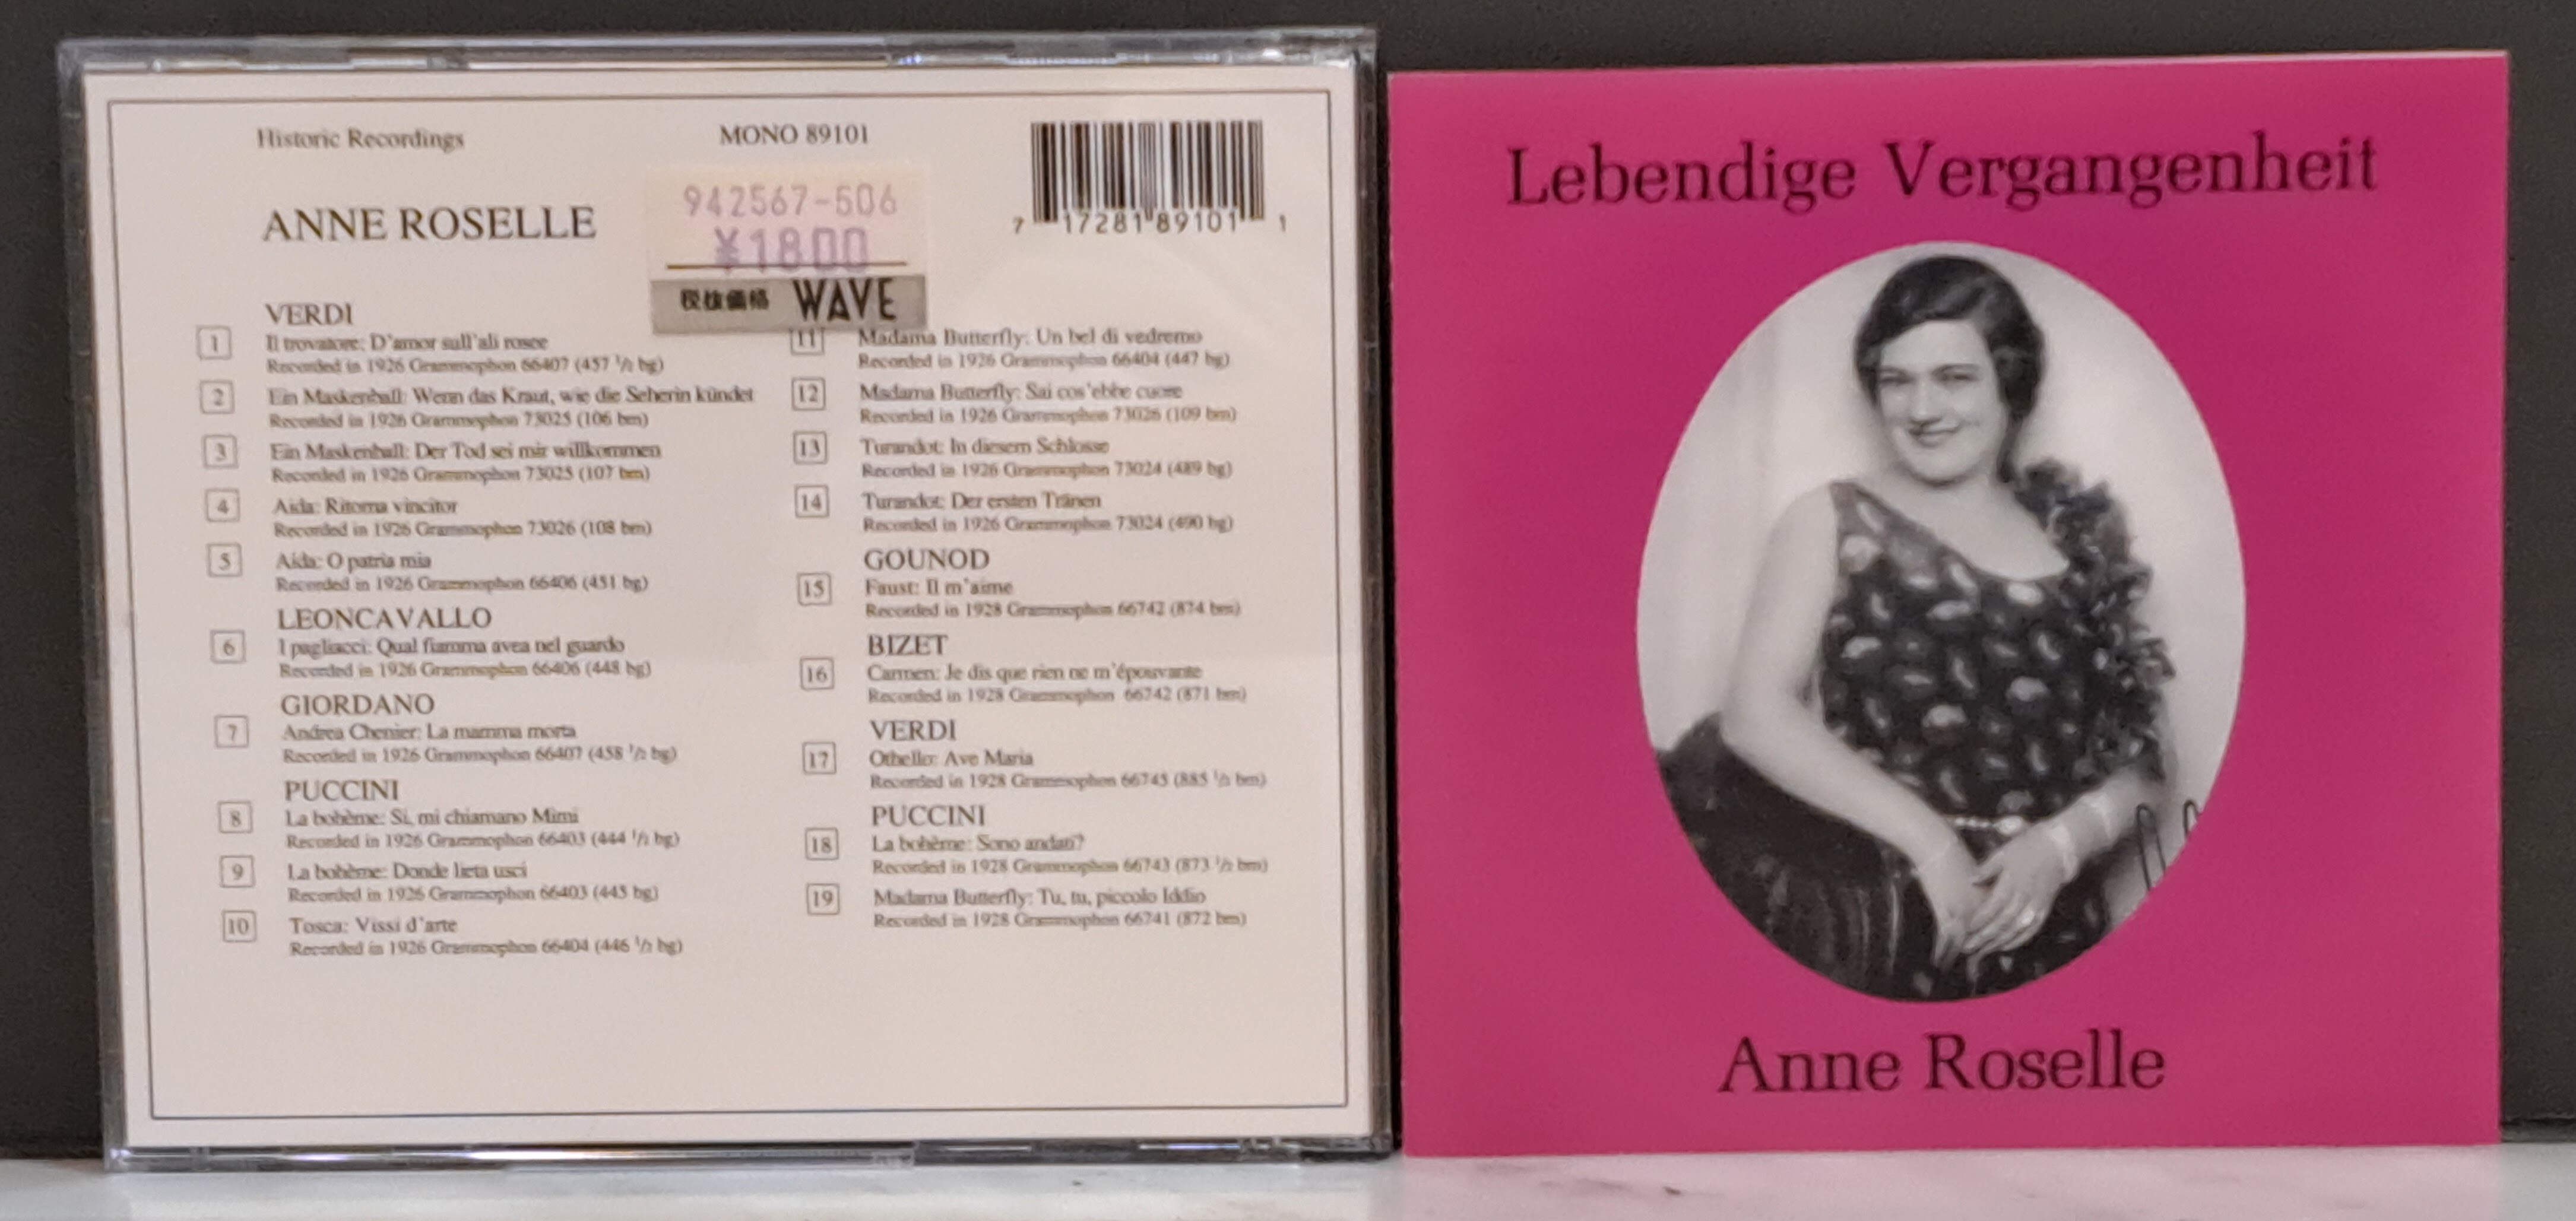 Historic Recordings
MONO 89101
ANNE ROSELLE
942567-506
¥1800
税抜価格 WAVE
7 17281 89101 1
VERDI
1 Il trovatore: D'amor sull'ali rosee
Recorded in 1926 Grammophon 66407 (457 ½ bg)
2 Ein Maskenball: Wenn das Kraut, wie die Seherin kündet
Recorded in 1926 Grammophon 73025 (106 bm)
3 Ein Maskenball: Der Tod sei mir willkommen
Recorded in 1926 Grammophon 73025 (107 bm)
4 Aida: Ritorna vincitor
Recorded in 1926 Grammophon 73026 (108 bm)
5 Aida: O patria mia
Recorded in 1926 Grammophon 66406 (451 bg)
LEONCAVALLO
6 I pagliacci: Qual fiamma avea nel guardo
Recorded in 1926 Grammophon 66406 (448 bg)
GIORDANO
7 Andrea Chenier: La mamma morta
Recorded in 1926 Grammophon 66407 (458 ½ bg)
PUCCINI
8 La bohème: Si, mi chiamano Mimi
Recorded in 1926 Grammophon 66403 (444 ½ bg)
9 La bohème: Donde lieta usci
Recorded in 1926 Grammophon 66403 (445 bg)
10 Tosca: Vissi d'arte
Recorded in 1926 Grammophon 66404 (446 ½ bg)
11 Madama Butterfly: Un bel di vedremo
Recorded in 1926 Grammophon 66404 (447 bg)
12 Madama Butterfly: Sai cos'ebbe cuore
Recorded in 1926 Grammophon 73026 (109 bm)
13 Turandot: In diesem Schlosse
Recorded in 1926 Grammophon 73024 (489 bg)
14 Turandot: Der ersten Tränen
Recorded in 1926 Grammophon 73024 (490 bg)
GOUNOD
15 Faust: Il m'aime
Recorded in 1928 Grammophon 66742 (874 bm)
BIZET
16 Carmen: Je dis que rien ne m'épouvante
Recorded in 1928 Grammophon 66742 (871 bm)
VERDI
17 Othello: Ave Maria
Recorded in 1928 Grammophon 66743 (885 ½ bm)
PUCCINI
18 La bohème: Sono andati?
Recorded in 1928 Grammophon 66743 (873 ½ bm)
19 Madama Butterfly: Tu, tu, piccolo Iddio
Recorded in 1928 Grammophon 66741 (872 bm)
Lebendige Vergangenheit
Anne Roselle